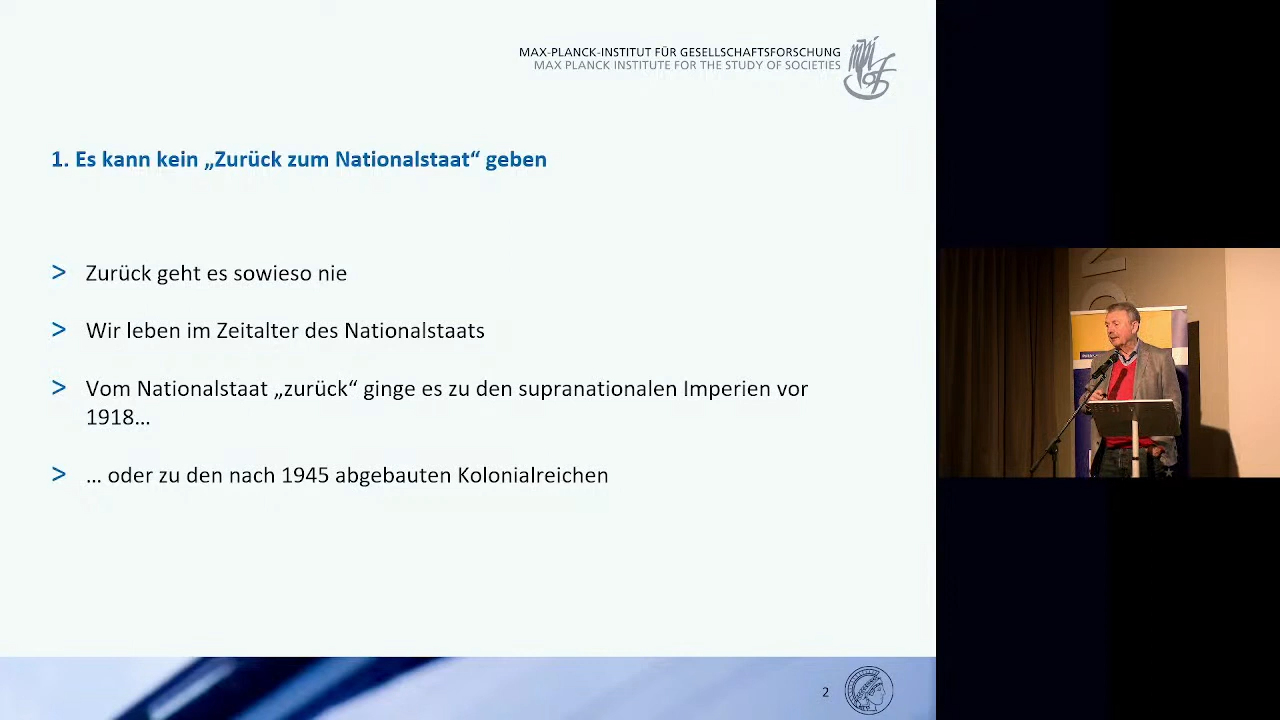 MAX-PLANCK-INSTITUT FÜR GESELLSCHAFTSFORSCHUNG
MAX PLANCK INSTITUTE FOR THE STUDY OF SOCIETIES
1. Es kann kein „Zurück zum Nationalstaat“ geben
> Zurück geht es sowieso nie
> Wir leben im Zeitalter des Nationalstaats
> Vom Nationalstaat „zurück“ ginge es zu den supranationalen Imperien vor
1918…
> … oder zu den nach 1945 abgebauten Kolonialreichen
2